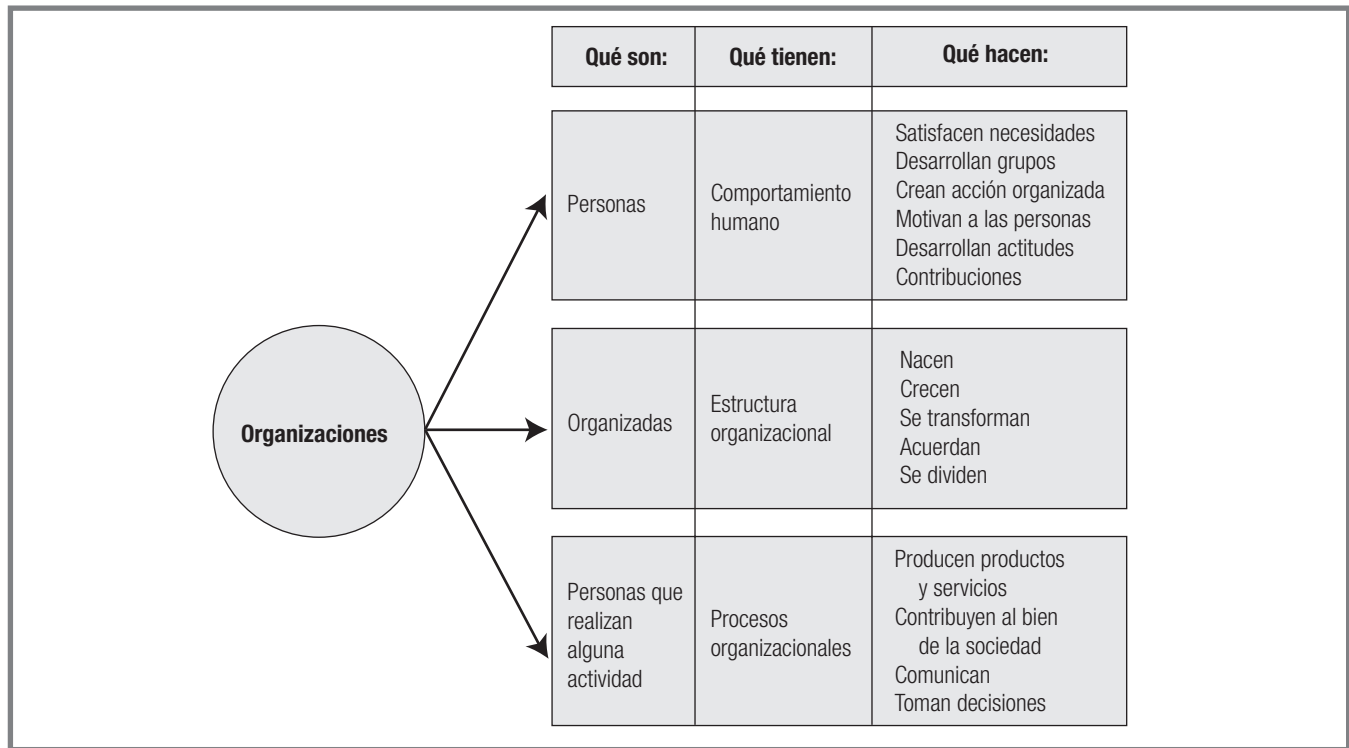 Qué son:
Qué tienen:
Qué hacen:
Organizaciones
Personas
Comportamiento
humano
Satisfacen necesidades
Desarrollan grupos
Crean acción organizada
Motivan a las personas
Desarrollan actitudes
Contribuciones
Organizadas
Estructura
organizacional
Nacen
Crecen
Se transforman
Acuerdan
Se dividen
Personas que
realizan
alguna
actividad
Procesos
organizacionales
Producen productos
y servicios
Contribuyen al bien
de la sociedad
Comunican
Toman decisiones